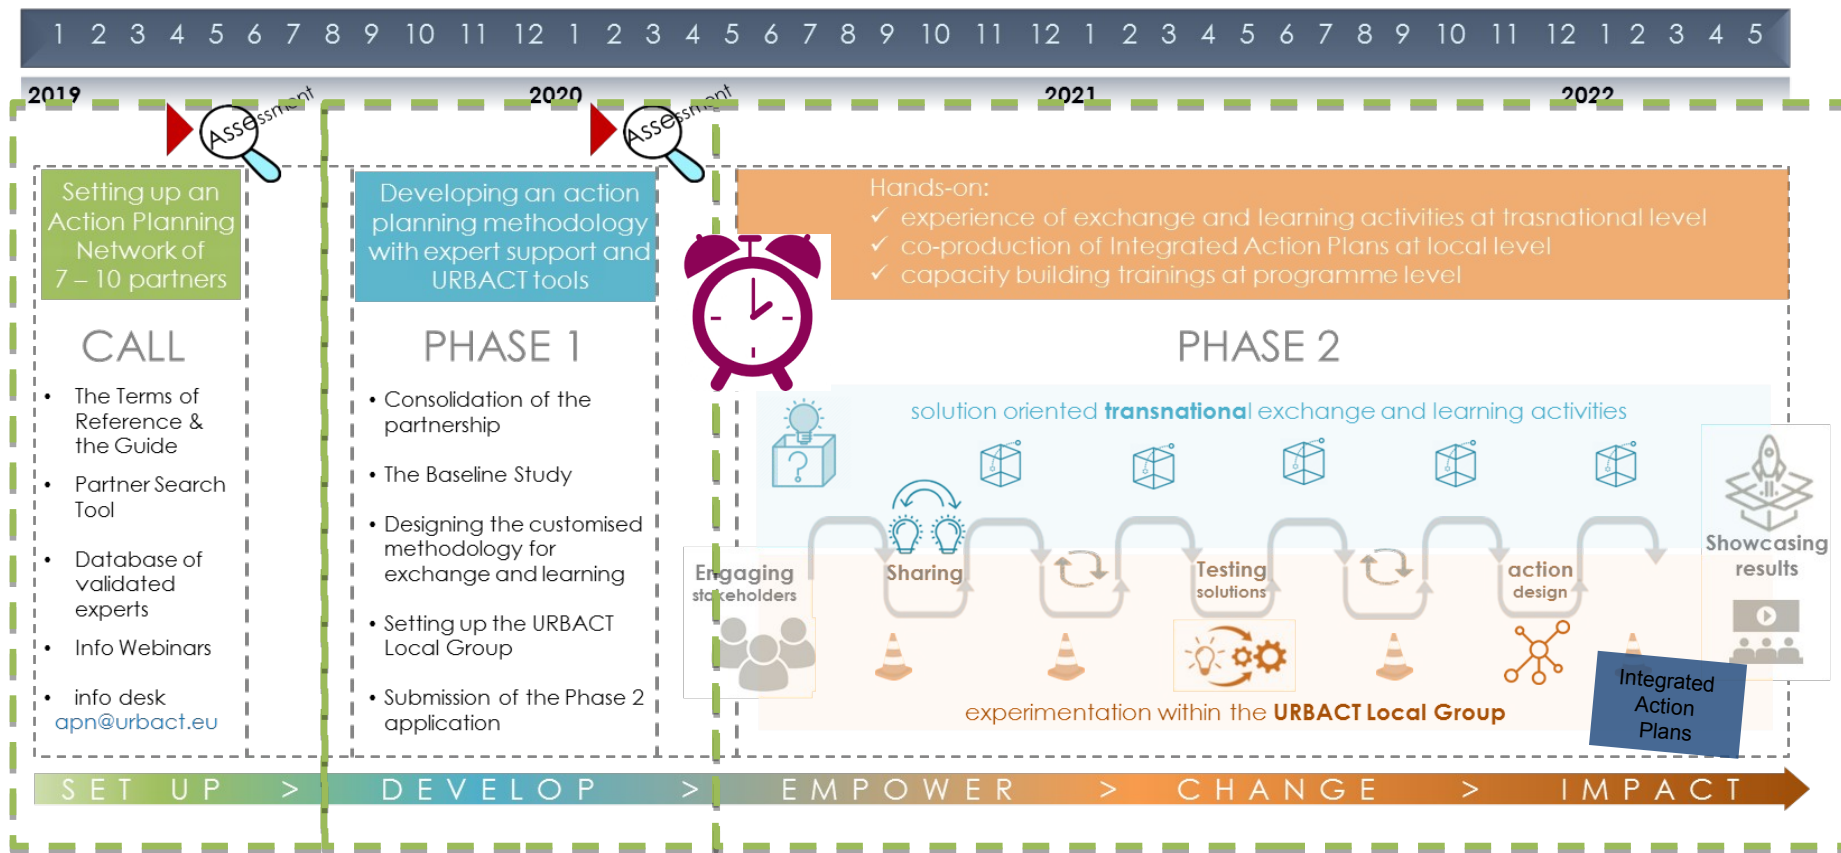 1 2 3 4 5 6 7 8 9 10 11 12 1 2 3 4 5 6 7 8 9 10 11 12 1 2 3 4 5 6 7 8 9 10 11 12 1 2 3 4 5
2019 2020 2021 2022
Assessment
Assessment
Setting up an
Action Planning
Network of
7 – 10 partners
CALL
• The Terms of
Reference &
the Guide
• Partner Search
Tool
• Database of
validated
experts
• Info Webinars
• info desk
apn@urbact.eu
Developing an action
planning methodology
with expert support and
URBACT tools
PHASE 1
• Consolidation of the
partnership
• The Baseline Study
• Designing the customised
methodology for
exchange and learning
• Setting up the URBACT
Local Group
• Submission of the Phase 2
application
Hands-on:
✓ experience of exchange and learning activities at trasnational level
✓ co-production of Integrated Action Plans at local level
✓ capacity building trainings at programme level
PHASE 2
solution oriented transnational exchange and learning activities
?
Engaging
stakeholders
Sharing
Testing
solutions
action
design
Showcasing
results
experimentation within the URBACT Local Group
Integrated
Action
Plans
SET UP > DEVELOP > EMPOWER > CHANGE > IMPACT